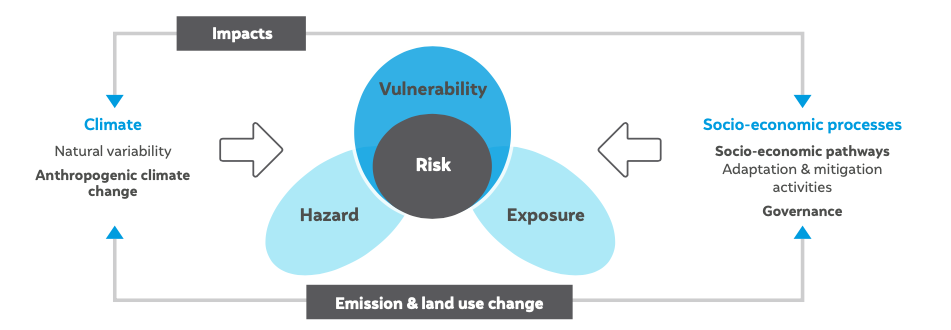 Impacts
Vulnerability
Climate
Natural variability
Anthropogenic climate
change
Risk
Hazard
Exposure
Socio-economic processes
Socio-economic pathways
Adaptation & mitigation
activities
Governance
Emission & land use change